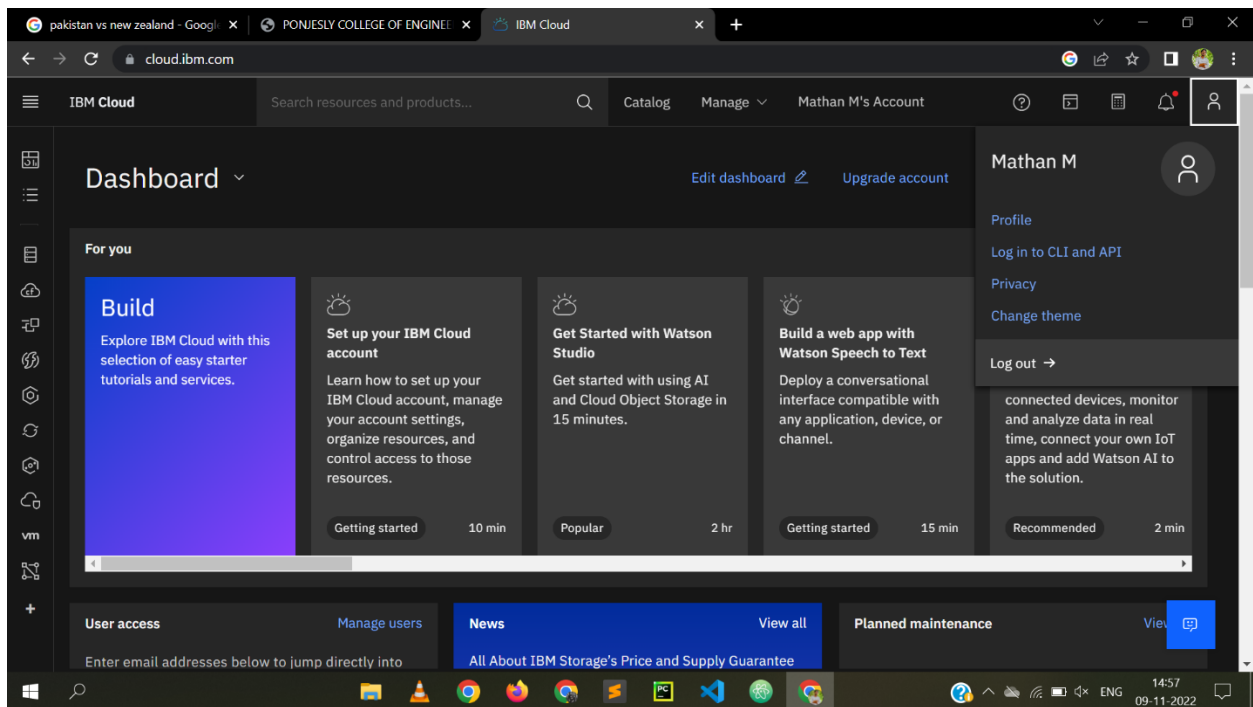 pakistan vs new zealand - Googl
PONJESLY COLLEGE OF ENGINEE
IBM Cloud
cloud.ibm.com
IBM Cloud
Search resources and products...
Catalog
Manage
Mathan M's Account
Dashboard
Edit dashboard
Upgrade account
Mathan M
Profile
Log in to CLI and API
Privacy
Change theme
Log out →
For you
Build
Explore IBM Cloud with this
selection of easy starter
tutorials and services.
Set up your IBM Cloud
account
Learn how to set up your
IBM Cloud account, manage
your account settings,
organize resources, and
control access to those
resources.
Getting started 10 min
Get Started with Watson
Studio
Get started with using AI
and Cloud Object Storage in
15 minutes.
Popular 2 hr
Build a web app with
Watson Speech to Text
Deploy a conversational
interface compatible with
any application, device, or
channel.
Getting started 15 min
connected devices, monitor
and analyze data in real
time, connect your own IoT
apps and add Watson AI to
the solution.
Recommended 2 min
vm
User access
Manage users
Enter email addresses below to jump directly into
News
View all
All About IBM Storage's Price and Supply Guarantee
Planned maintenance
View
ENG
14:57
09-11-2022